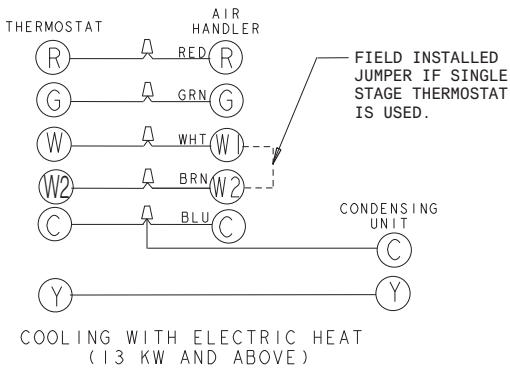 THERMOSTAT
AIR
HANDLER
R RED R
G GRN G
W WHT W1
W2 BRN W2
C BLU C
FIELD INSTALLED
JUMPER IF SINGLE
STAGE THERMOSTAT
IS USED.
CONDENSING
UNIT
C
Y Y
COOLING WITH ELECTRIC HEAT
(13 KW AND ABOVE)